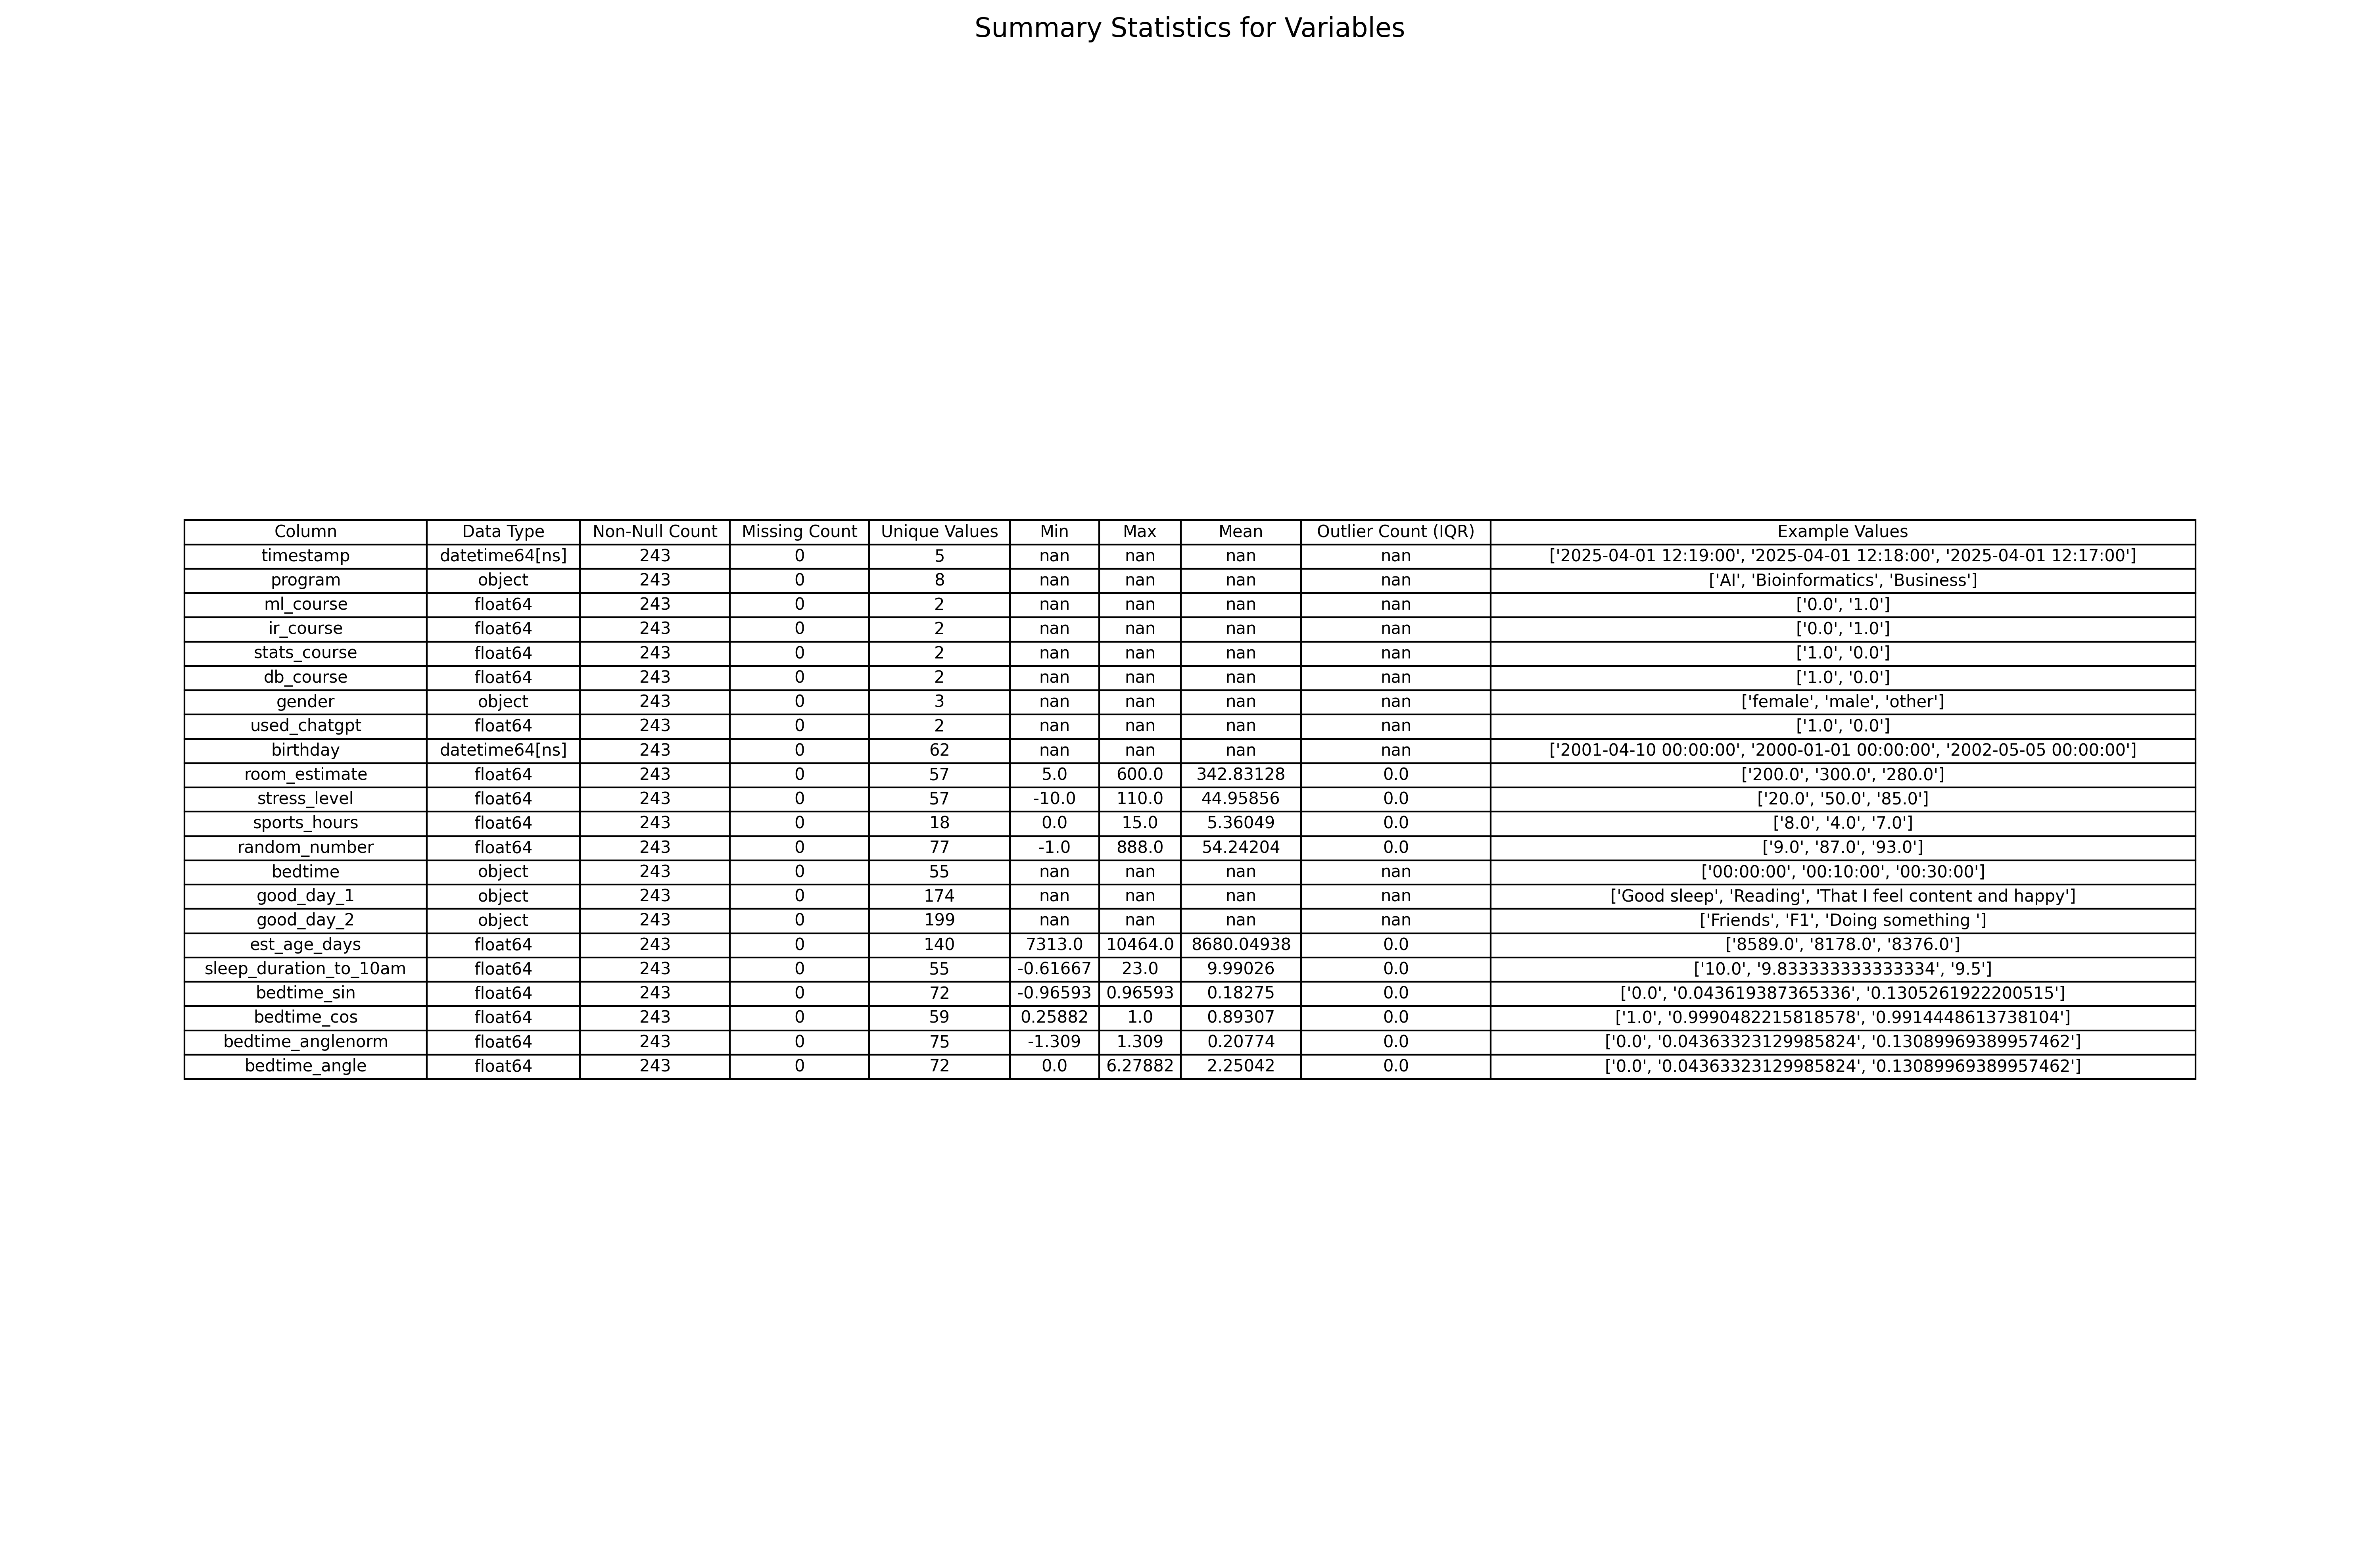 Summary Statistics for Variables
Column Data Type Non-Null Count Missing Count Unique Values Min Max Mean Outlier Count (IQR) Example Values
timestamp datetime64[ns] 243 0 5 nan nan nan nan ['2025-04-01 12:19:00', '2025-04-01 12:18:00', '2025-04-01 12:17:00']
program object 243 0 8 nan nan nan nan ['AI', 'Bioinformatics', 'Business']
ml_course float64 243 0 2 nan nan nan nan ['0.0', '1.0']
ir_course float64 243 0 2 nan nan nan nan ['0.0', '1.0']
stats_course float64 243 0 2 nan nan nan nan ['1.0', '0.0']
db_course float64 243 0 2 nan nan nan nan ['1.0', '0.0']
gender object 243 0 3 nan nan nan nan ['female', 'male', 'other']
used_chatgpt float64 243 0 2 nan nan nan nan ['1.0', '0.0']
birthday datetime64[ns] 243 0 62 nan nan nan nan ['2001-04-10 00:00:00', '2000-01-01 00:00:00', '2002-05-05 00:00:00']
room_estimate float64 243 0 57 5.0 600.0 342.83128 0.0 ['200.0', '300.0', '280.0']
stress_level float64 243 0 57 -10.0 110.0 44.95856 0.0 ['20.0', '50.0', '85.0']
sports_hours float64 243 0 18 0.0 15.0 5.36049 0.0 ['8.0', '4.0', '7.0']
random_number float64 243 0 77 -1.0 888.0 54.24204 0.0 ['9.0', '87.0', '93.0']
bedtime object 243 0 55 nan nan nan nan ['00:00:00', '00:10:00', '00:30:00']
good_day_1 object 243 0 174 nan nan nan nan ['Good sleep', 'Reading', 'That I feel content and happy']
good_day_2 object 243 0 199 nan nan nan nan ['Friends', 'F1', 'Doing something ']
est_age_days float64 243 0 140 7313.0 10464.0 8680.04938 0.0 ['8589.0', '8178.0', '8376.0']
sleep_duration_to_10am float64 243 0 55 -0.61667 23.0 9.99026 0.0 ['10.0', '9.833333333333334', '9.5']
bedtime_sin float64 243 0 72 -0.96593 0.96593 0.18275 0.0 ['0.0', '0.043619387365336', '0.1305261922200515']
bedtime_cos float64 243 0 59 0.25882 1.0 0.89307 0.0 ['1.0', '0.9990482215818578', '0.9914448613738104']
bedtime_anglenorm float64 243 0 75 -1.309 1.309 0.20774 0.0 ['0.0', '0.04363323129985824', '0.13089969389957462']
bedtime_angle float64 243 0 72 0.0 6.27882 2.25042 0.0 ['0.0', '0.04363323129985824', '0.13089969389957462']